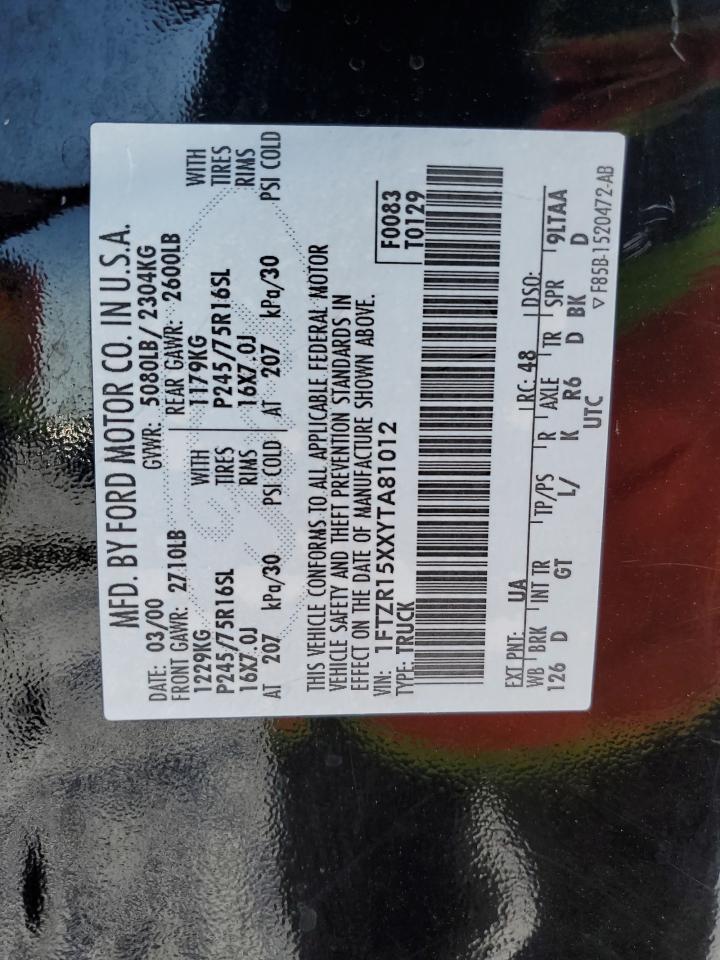 MFD. BY FORD MOTOR CO. IN U.S.A.
DATE: 03/00 GVWR: 5080LB/ 2304KG
FRONT GAWR: 2710LB REAR GAWR: 2600LB
1229KG WITH 1179KG WITH
P245/75R16SL TIRES P245/75R16SL TIRES
16X7.0J RIMS 16X7.0J RIMS
AT 207 kPa/30 PSI COLD AT 207 kPa/30 PSI COLD
THIS VEHICLE CONFORMS TO ALL APPLICABLE FEDERAL MOTOR
VEHICLE SAFETY AND THEFT PREVENTION STANDARDS IN
EFFECT ON THE DATE OF MANUFACTURE SHOWN ABOVE.
VIN: 1FTZR15XXYTA81012 F0083
TYPE: TRUCK T0129
EXT PNT: UA RC: 48 DSO:
WB BRK INT TR TP/PS R AXLE TR SPR 9LTAA
126 D GT L/ K R6 D BK D
UTC ▽ F85B-1520472-AB